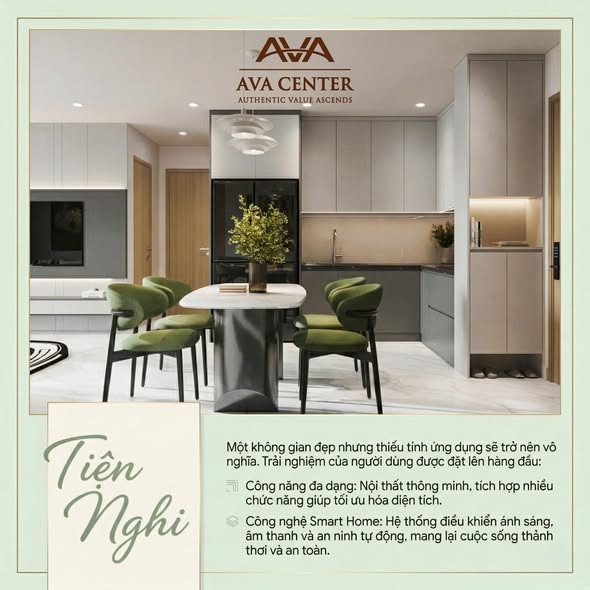 AVA
AVA CENTER
AUTHENTIC VALUE ASCENDS
Tiện
Nghi
Một không gian đẹp nhưng thiếu tính ứng dụng sẽ trở nên vô
nghĩa. Trải nghiệm của người dùng được đặt lên hàng đầu:
Công năng đa dạng: Nội thất thông minh, tích hợp nhiều
chức năng giúp tối ưu hóa diện tích.
Công nghệ Smart Home: Hệ thống điều khiển ánh sáng,
âm thanh và an ninh tự động, mang lại cuộc sống thảnh
thơi và an toàn.